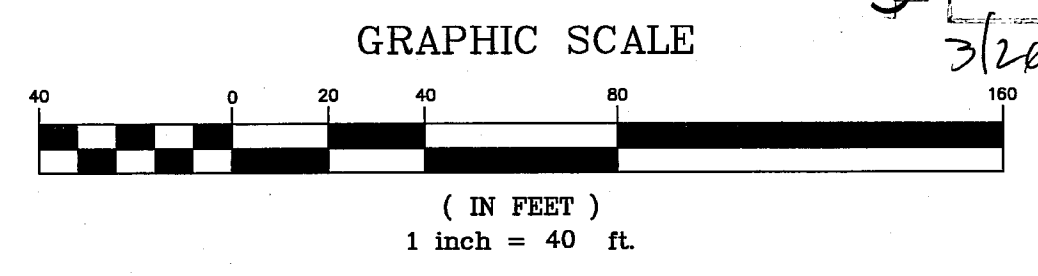 GRAPHIC SCALE
40 0 20 40 80 160
( IN FEET )
1 inch = 40 ft.